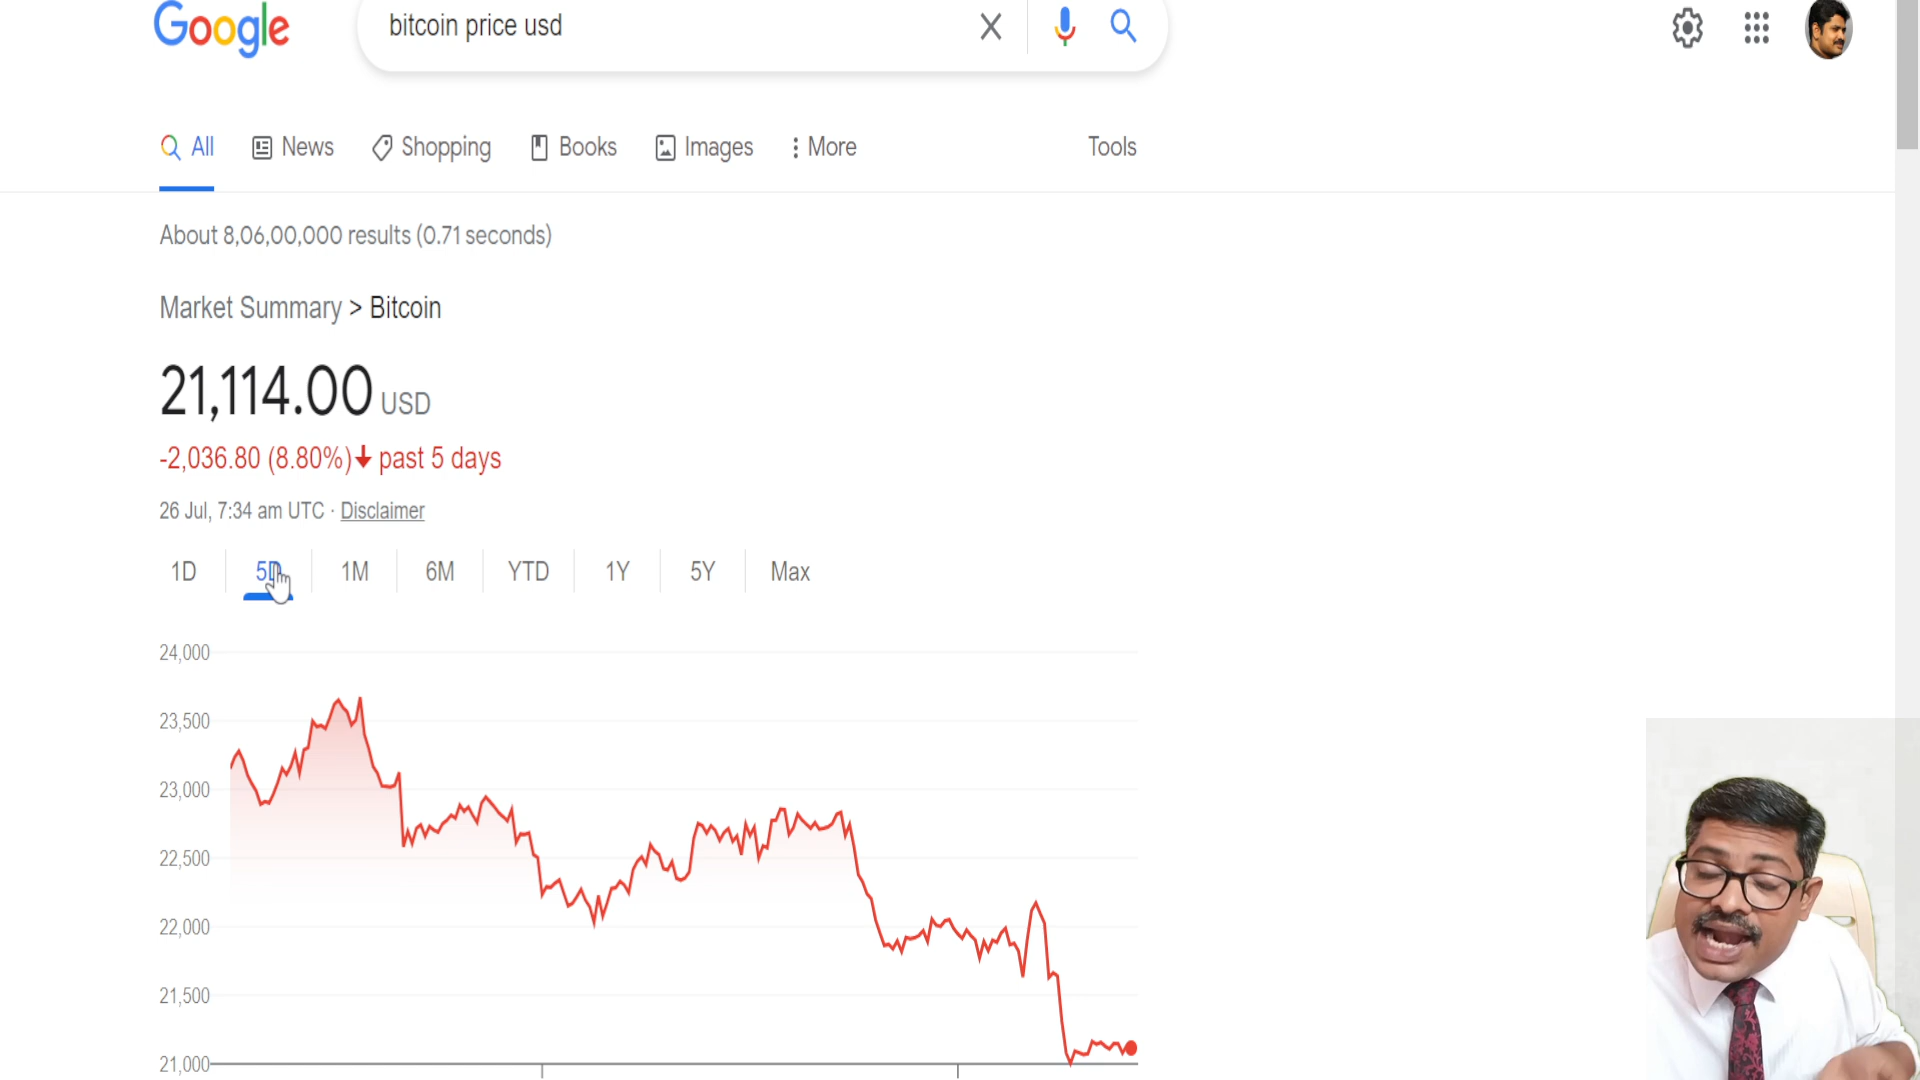 Google
bitcoin price usd
All News Shopping Books Images More Tools
About 8,06,00,000 results (0.71 seconds)
Market Summary > Bitcoin
21,114.00 USD
-2,036.80 (8.80%) past 5 days
26 Jul, 7:34 am UTC · Disclaimer
1D 5D 1M 6M YTD 1Y 5Y Max
24,000
23,500
23,000
22,500
22,000
21,500
21,000